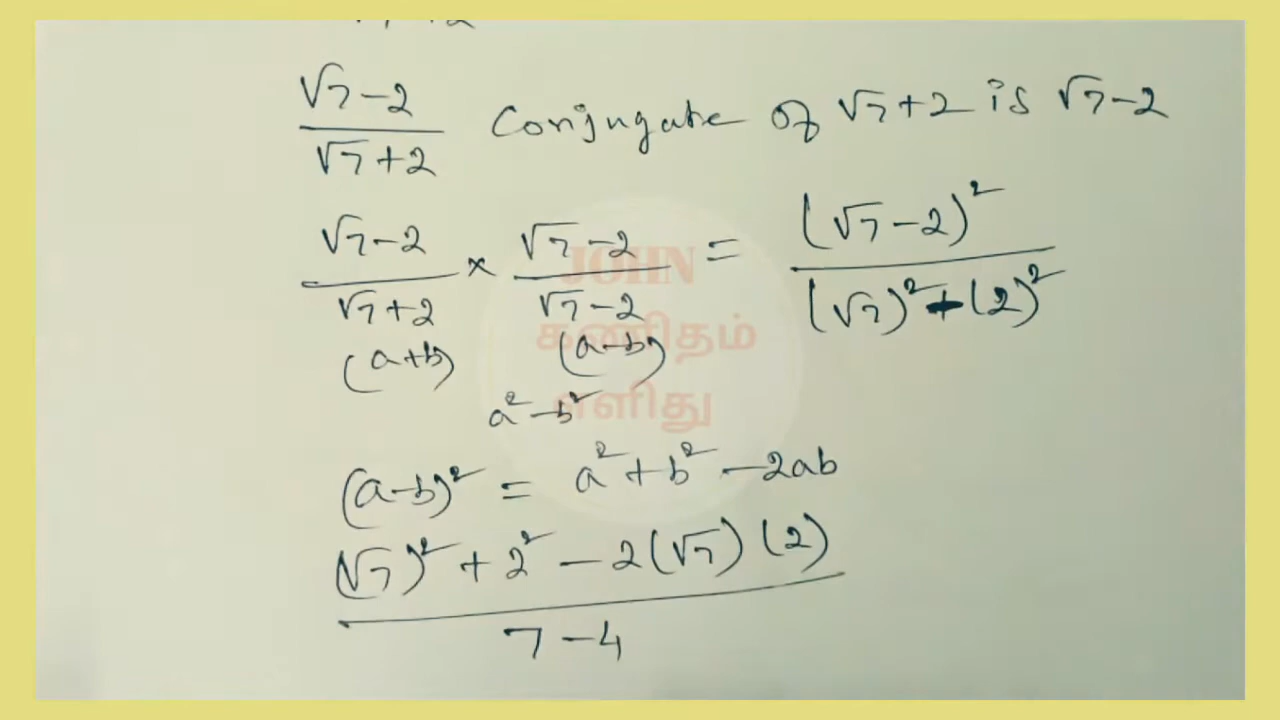 √7-2 / √7+2 Conjugate of √7+2 is √7-2
√7-2 / √7+2 × √7-2 / √7-2 = (√7-2)² / (√7)² - (2)²
(a+b) (a-b)
a²-b²
(a-b)² = a²+b²-2ab
(√7)²+2²-2(√7)(2) / 7-4
JOHN
கணிதம்
எளிது